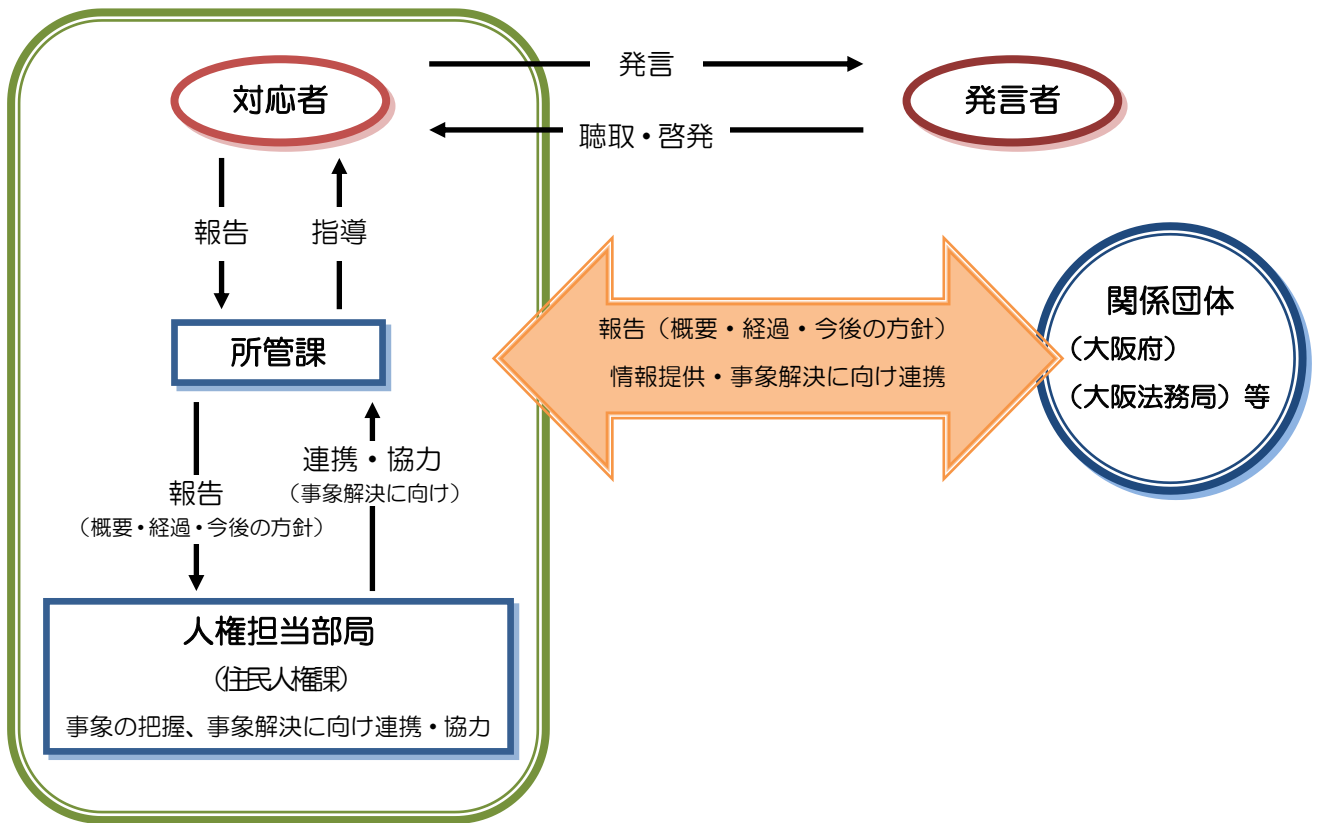 対応者
発言
発言者
聴取・啓発
報告
指導
所管課
報告（概要・経過・今後の方針）
情報提供・事象解決に向け連携
関係団体
（大阪府）
（大阪法務局）等
連携・協力
（事象解決に向け）
報告
（概要・経過・今後の方針）
人権担当部局
（住民人権課）
事象の把握、事象解決に向け連携・協力